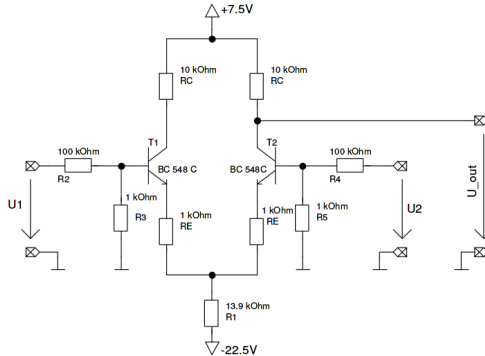 +7.5V
10 kOhm
RC
10 kOhm
RC
T1
BC 548 C
T2
BC 548C
100 kOhm
R2
100 kOhm
R4
1 kOhm
R3
1 kOhm
RE
1 kOhm
RE
1 kOhm
R5
U1
U2
U_out
13.9 kOhm
R1
-22.5V